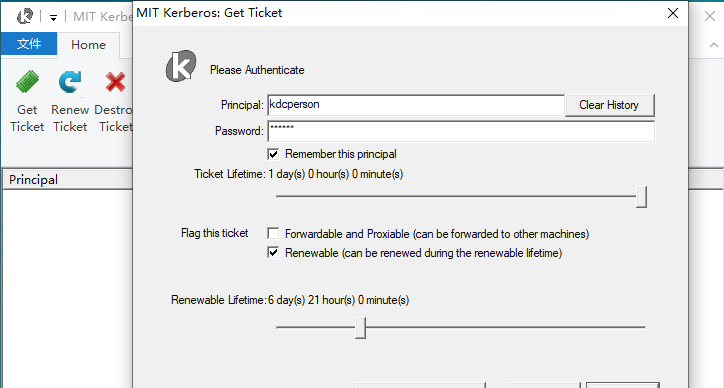 MIT Kerbe
MIT Kerberos: Get Ticket
文件
Home
Get Ticket
Renew Ticket
Destro Ticket
Principal
Please Authenticate
Principal: kdcperson Clear History
Password: ******
Remember this principal
Ticket Lifetime: 1 day(s) 0 hour(s) 0 minute(s)
Flag this ticket Forwardable and Proxiable (can be forwarded to other machines)
Renewable (can be renewed during the renewable lifetime)
Renewable Lifetime: 6 day(s) 21 hour(s) 0 minute(s)